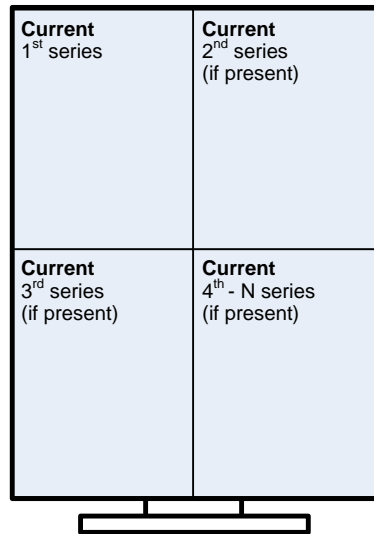 Current
1st series
Current
2nd series
(if present)
Current
3rd series
(if present)
Current
4th - N series
(if present)